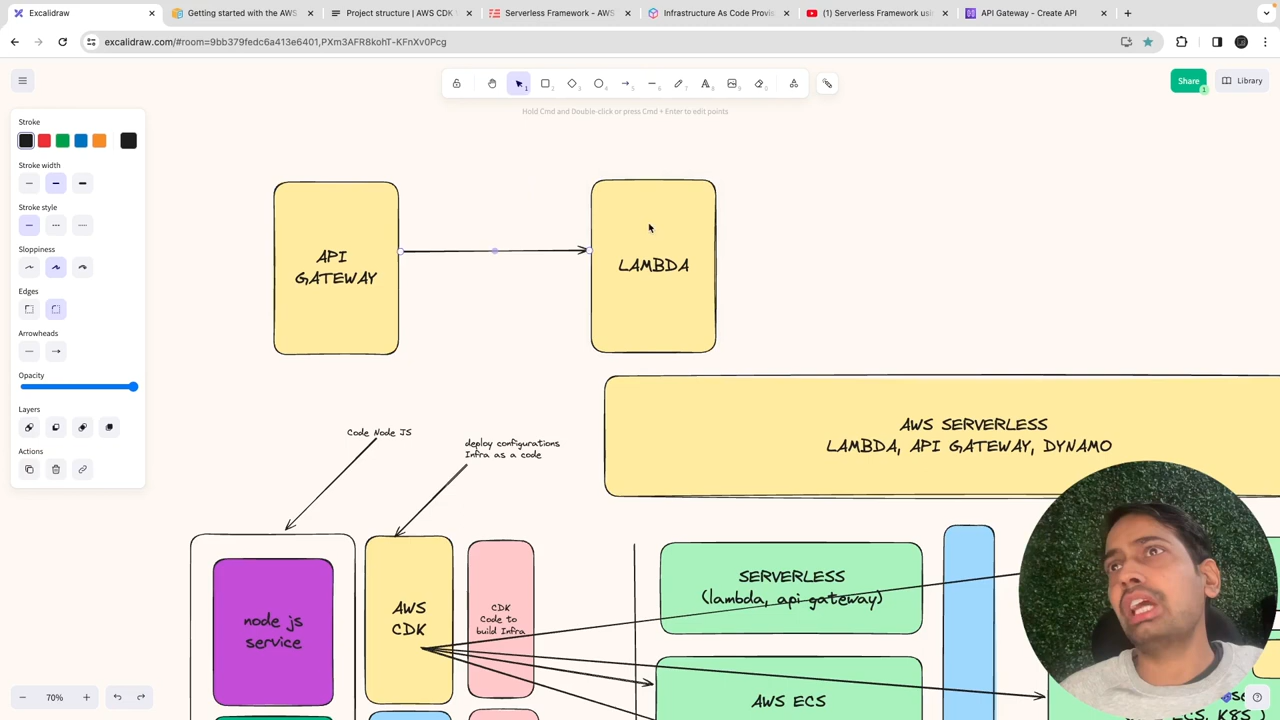 Excalidraw
Getting started with the AWS
Project structure | AWS CDK
Serverless Framework - AWS
Infrastructure As Code Provis
(1) Serverless Framework usin
API Gateway - Create API
excalidraw.com/#room=9bb379fedc6a413e6401,PXm3AFR8kohT-KFnXv0Pcg
Share
1
Library
Hold Cmd and Double-click or press Cmd + Enter to edit points
Stroke
Stroke width
Stroke style
Sloppiness
Edges
Arrowheads
Opacity
Layers
Actions
API
GATEWAY
LAMBDA
Code Node JS
deploy configurations
Infra as a code
AWS SERVERLESS
LAMBDA, API GATEWAY, DYNAMO
node js
service
AWS
CDK
CDK
Code to
build Infra
SERVERLESS
(lambda, api gateway)
AWS ECS
ECS, K8S )
70%